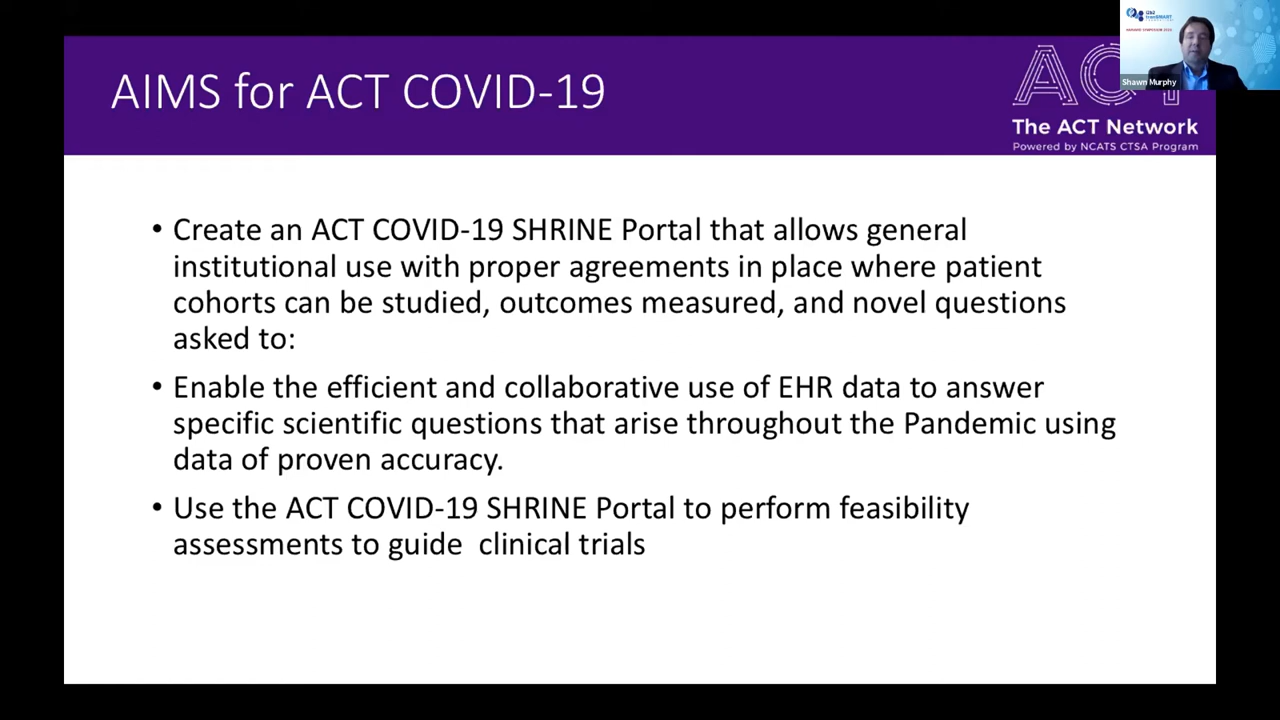 AIMS for ACT COVID-19
ACT
The ACT Network
Powered by NCATS CTSA Program
i2b2
tranSMART
FOUNDATION
Shawn Murphy
• Create an ACT COVID-19 SHRINE Portal that allows general
institutional use with proper agreements in place where patient
cohorts can be studied, outcomes measured, and novel questions
asked to:
• Enable the efficient and collaborative use of EHR data to answer
specific scientific questions that arise throughout the Pandemic using
data of proven accuracy.
• Use the ACT COVID-19 SHRINE Portal to perform feasibility
assessments to guide  clinical trials